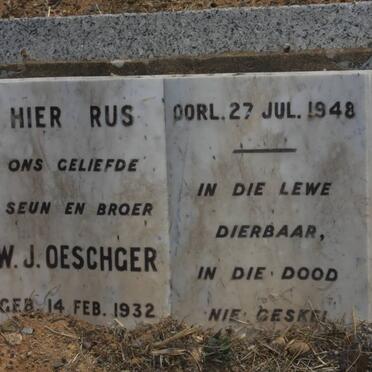 HIER RUS
ONS GELIEFDE
SEUN EN BROER
W.J. OESCHGER
GEB. 14 FEB. 1932
OORL. 27 JUL. 1948
IN DIE LEWE
DIERBAAR,
IN DIE DOOD
NIE